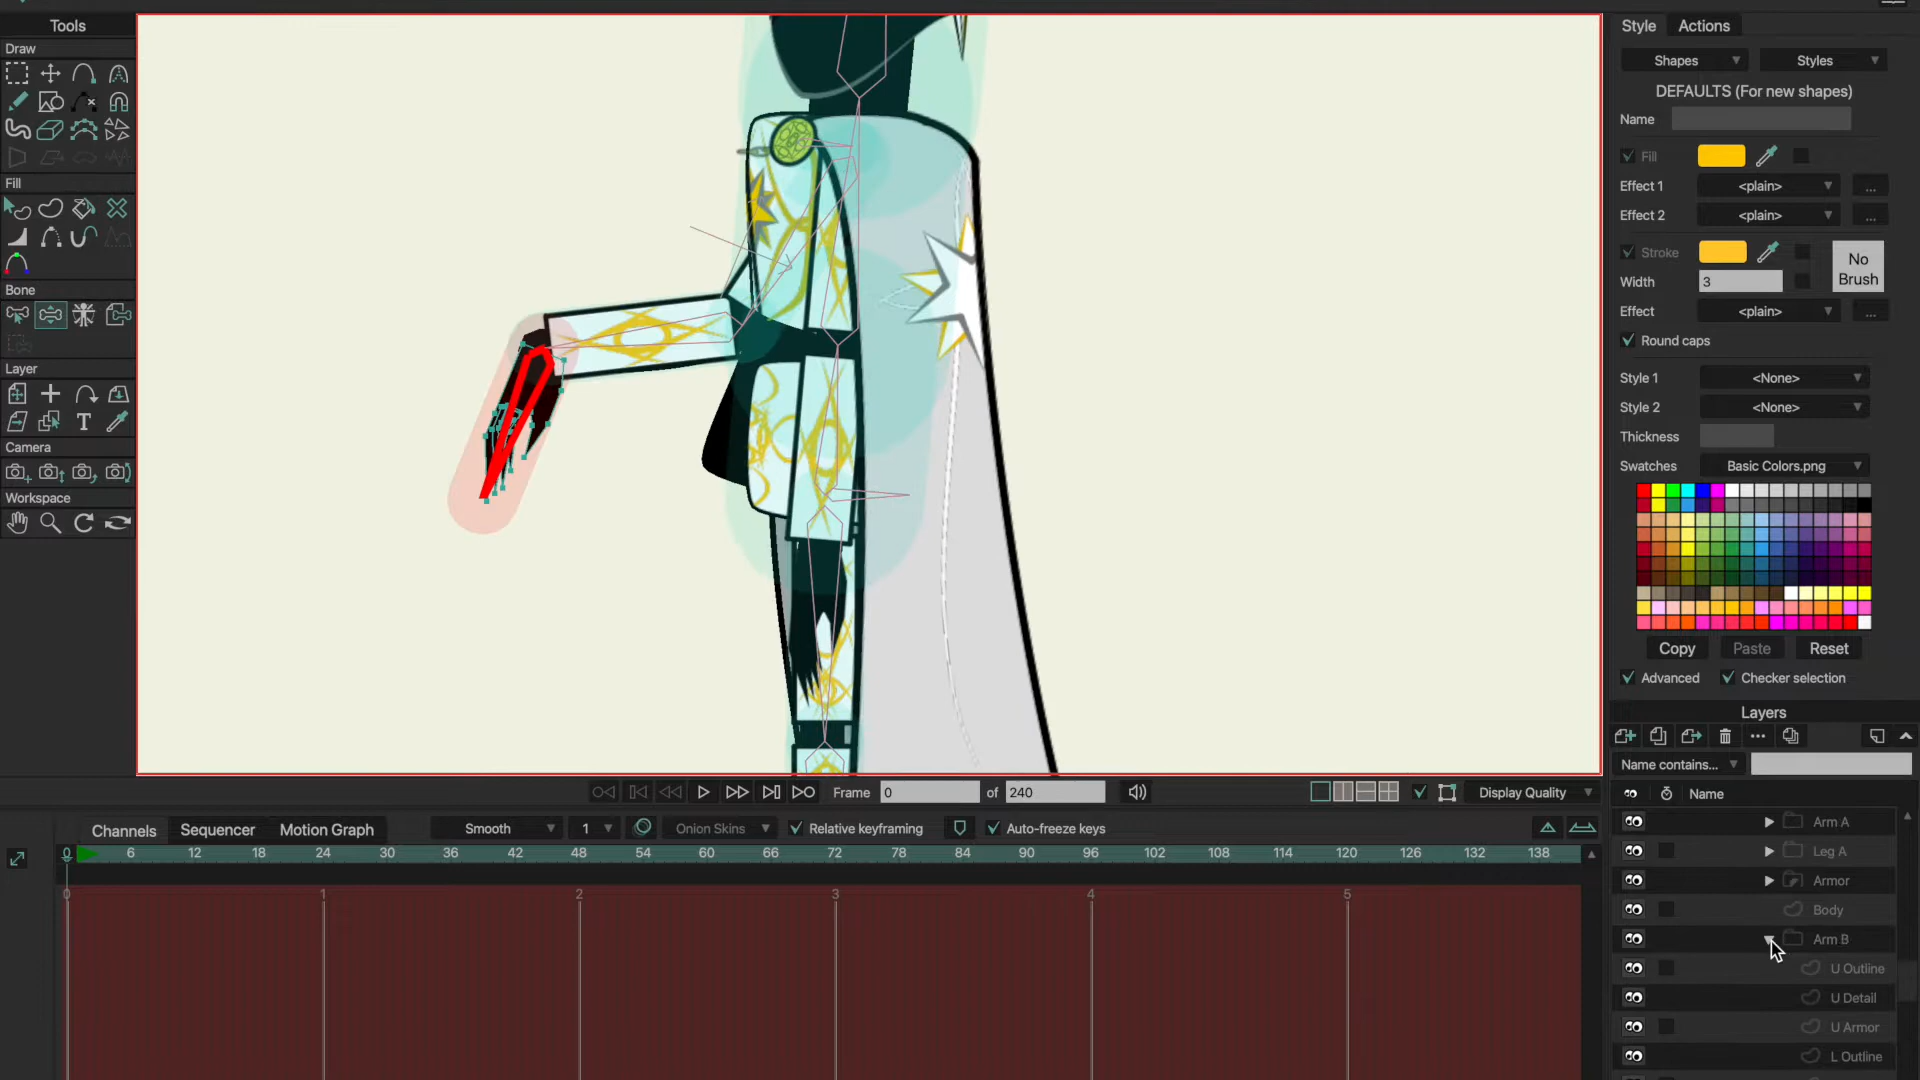 Tools
Draw
Fill
Bone
Layer
T
Camera
Workspace
Style Actions
Shapes Styles
DEFAULTS (For new shapes)
Name
Fill
Effect 1 <plain> ...
Effect 2 <plain> ...
Stroke No Brush
Width 3
Effect <plain> ...
Round caps
Style 1 <None>
Style 2 <None>
Thickness
Swatches Basic Colors.png
Copy Paste Reset
Advanced Checker selection
Layers
Name contains...
Name
Arm A
Leg A
Armor
Body
Arm B
U Outline
U Detail
U Armor
L Outline
Frame 0 of 240 Display Quality
Channels Sequencer Motion Graph Smooth 1 Onion Skins Relative keyframing Auto-freeze keys
0 6 12 18 24 30 36 42 48 54 60 66 72 78 84 90 96 102 108 114 120 126 132 138
0 1 2 3 4 5